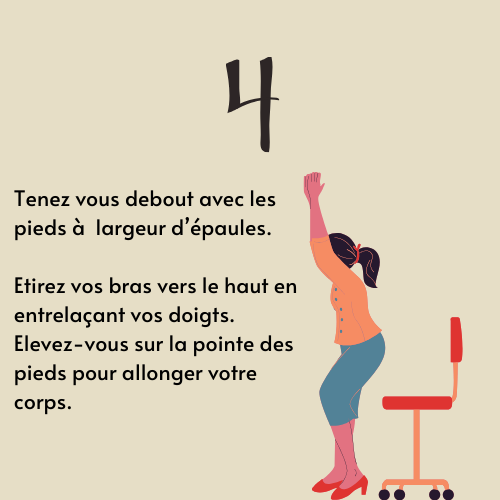 4
Tenez vous debout avec les
pieds à largeur d'épaules.
Etirez vos bras vers le haut en
entrelaçant vos doigts.
Elevez-vous sur la pointe des
pieds pour allonger votre
corps.